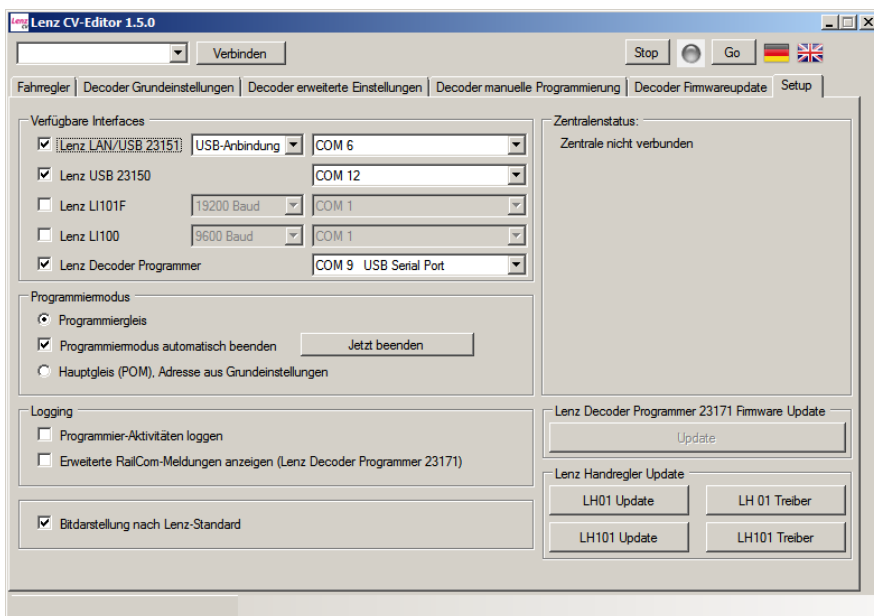 Lenz CV-Editor 1.5.0
Verbinden
Stop Go
Fahrregler Decoder Grundeinstellungen Decoder erweiterte Einstellungen Decoder manuelle Programmierung Decoder Firmwareupdate Setup
Verfügbare Interfaces
Lenz LAN/USB 23151 USB-Anbindung COM 6
Lenz USB 23150 COM 12
Lenz LI101F 19200 Baud COM 1
Lenz LI100 9600 Baud COM 1
Lenz Decoder Programmer COM 9 USB Serial Port
Programmiermodus
Programmiergleis
Programmiermodus automatisch beenden Jetzt beenden
Hauptgleis (POM), Adresse aus Grundeinstellungen
Logging
Programmier-Aktivitäten loggen
Erweiterte RailCom-Meldungen anzeigen (Lenz Decoder Programmer 23171)
Bitdarstellung nach Lenz-Standard
Zentralenstatus:
Zentrale nicht verbunden
Lenz Decoder Programmer 23171 Firmware Update
Update
Lenz Handregler Update
LH01 Update LH 01 Treiber
LH101 Update LH101 Treiber